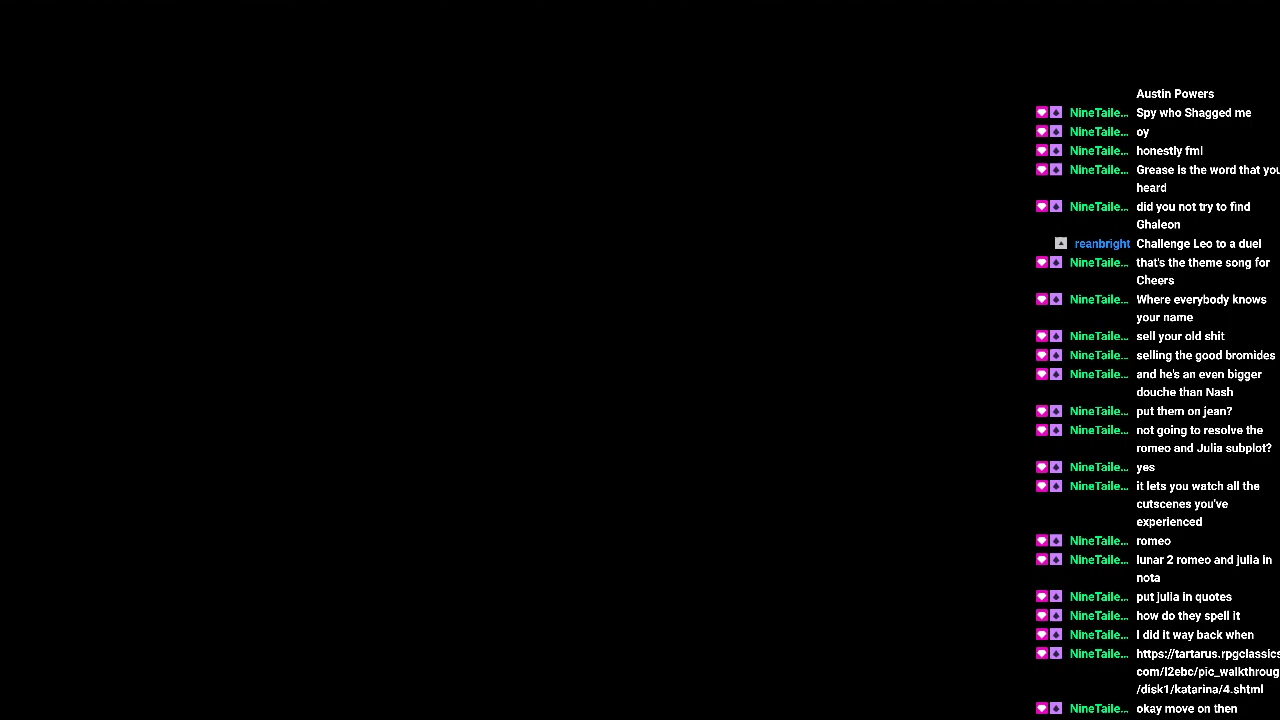 Austin Powers
NineTaile... Spy who Shagged me
NineTaile... oy
NineTaile... honestly fml
NineTaile... Grease is the word that you
heard
NineTaile... did you not try to find
Ghaleon
reanbright Challenge Leo to a duel
NineTaile... that's the theme song for
Cheers
NineTaile... Where everybody knows
your name
NineTaile... sell your old shit
NineTaile... selling the good bromides
NineTaile... and he's an even bigger
douche than Nash
NineTaile... put them on jean?
NineTaile... not going to resolve the
romeo and Julia subplot?
NineTaile... yes
NineTaile... it lets you watch all the
cutscenes you've
experienced
NineTaile... romeo
NineTaile... lunar 2 romeo and julia in
nota
NineTaile... put julia in quotes
NineTaile... how do they spell it
NineTaile... I did it way back when
NineTaile... https://tartarus.rpgclassics
com/l2ebc/pic_walkthroug
/disk1/katarina/4.shtml
NineTaile... okay move on then